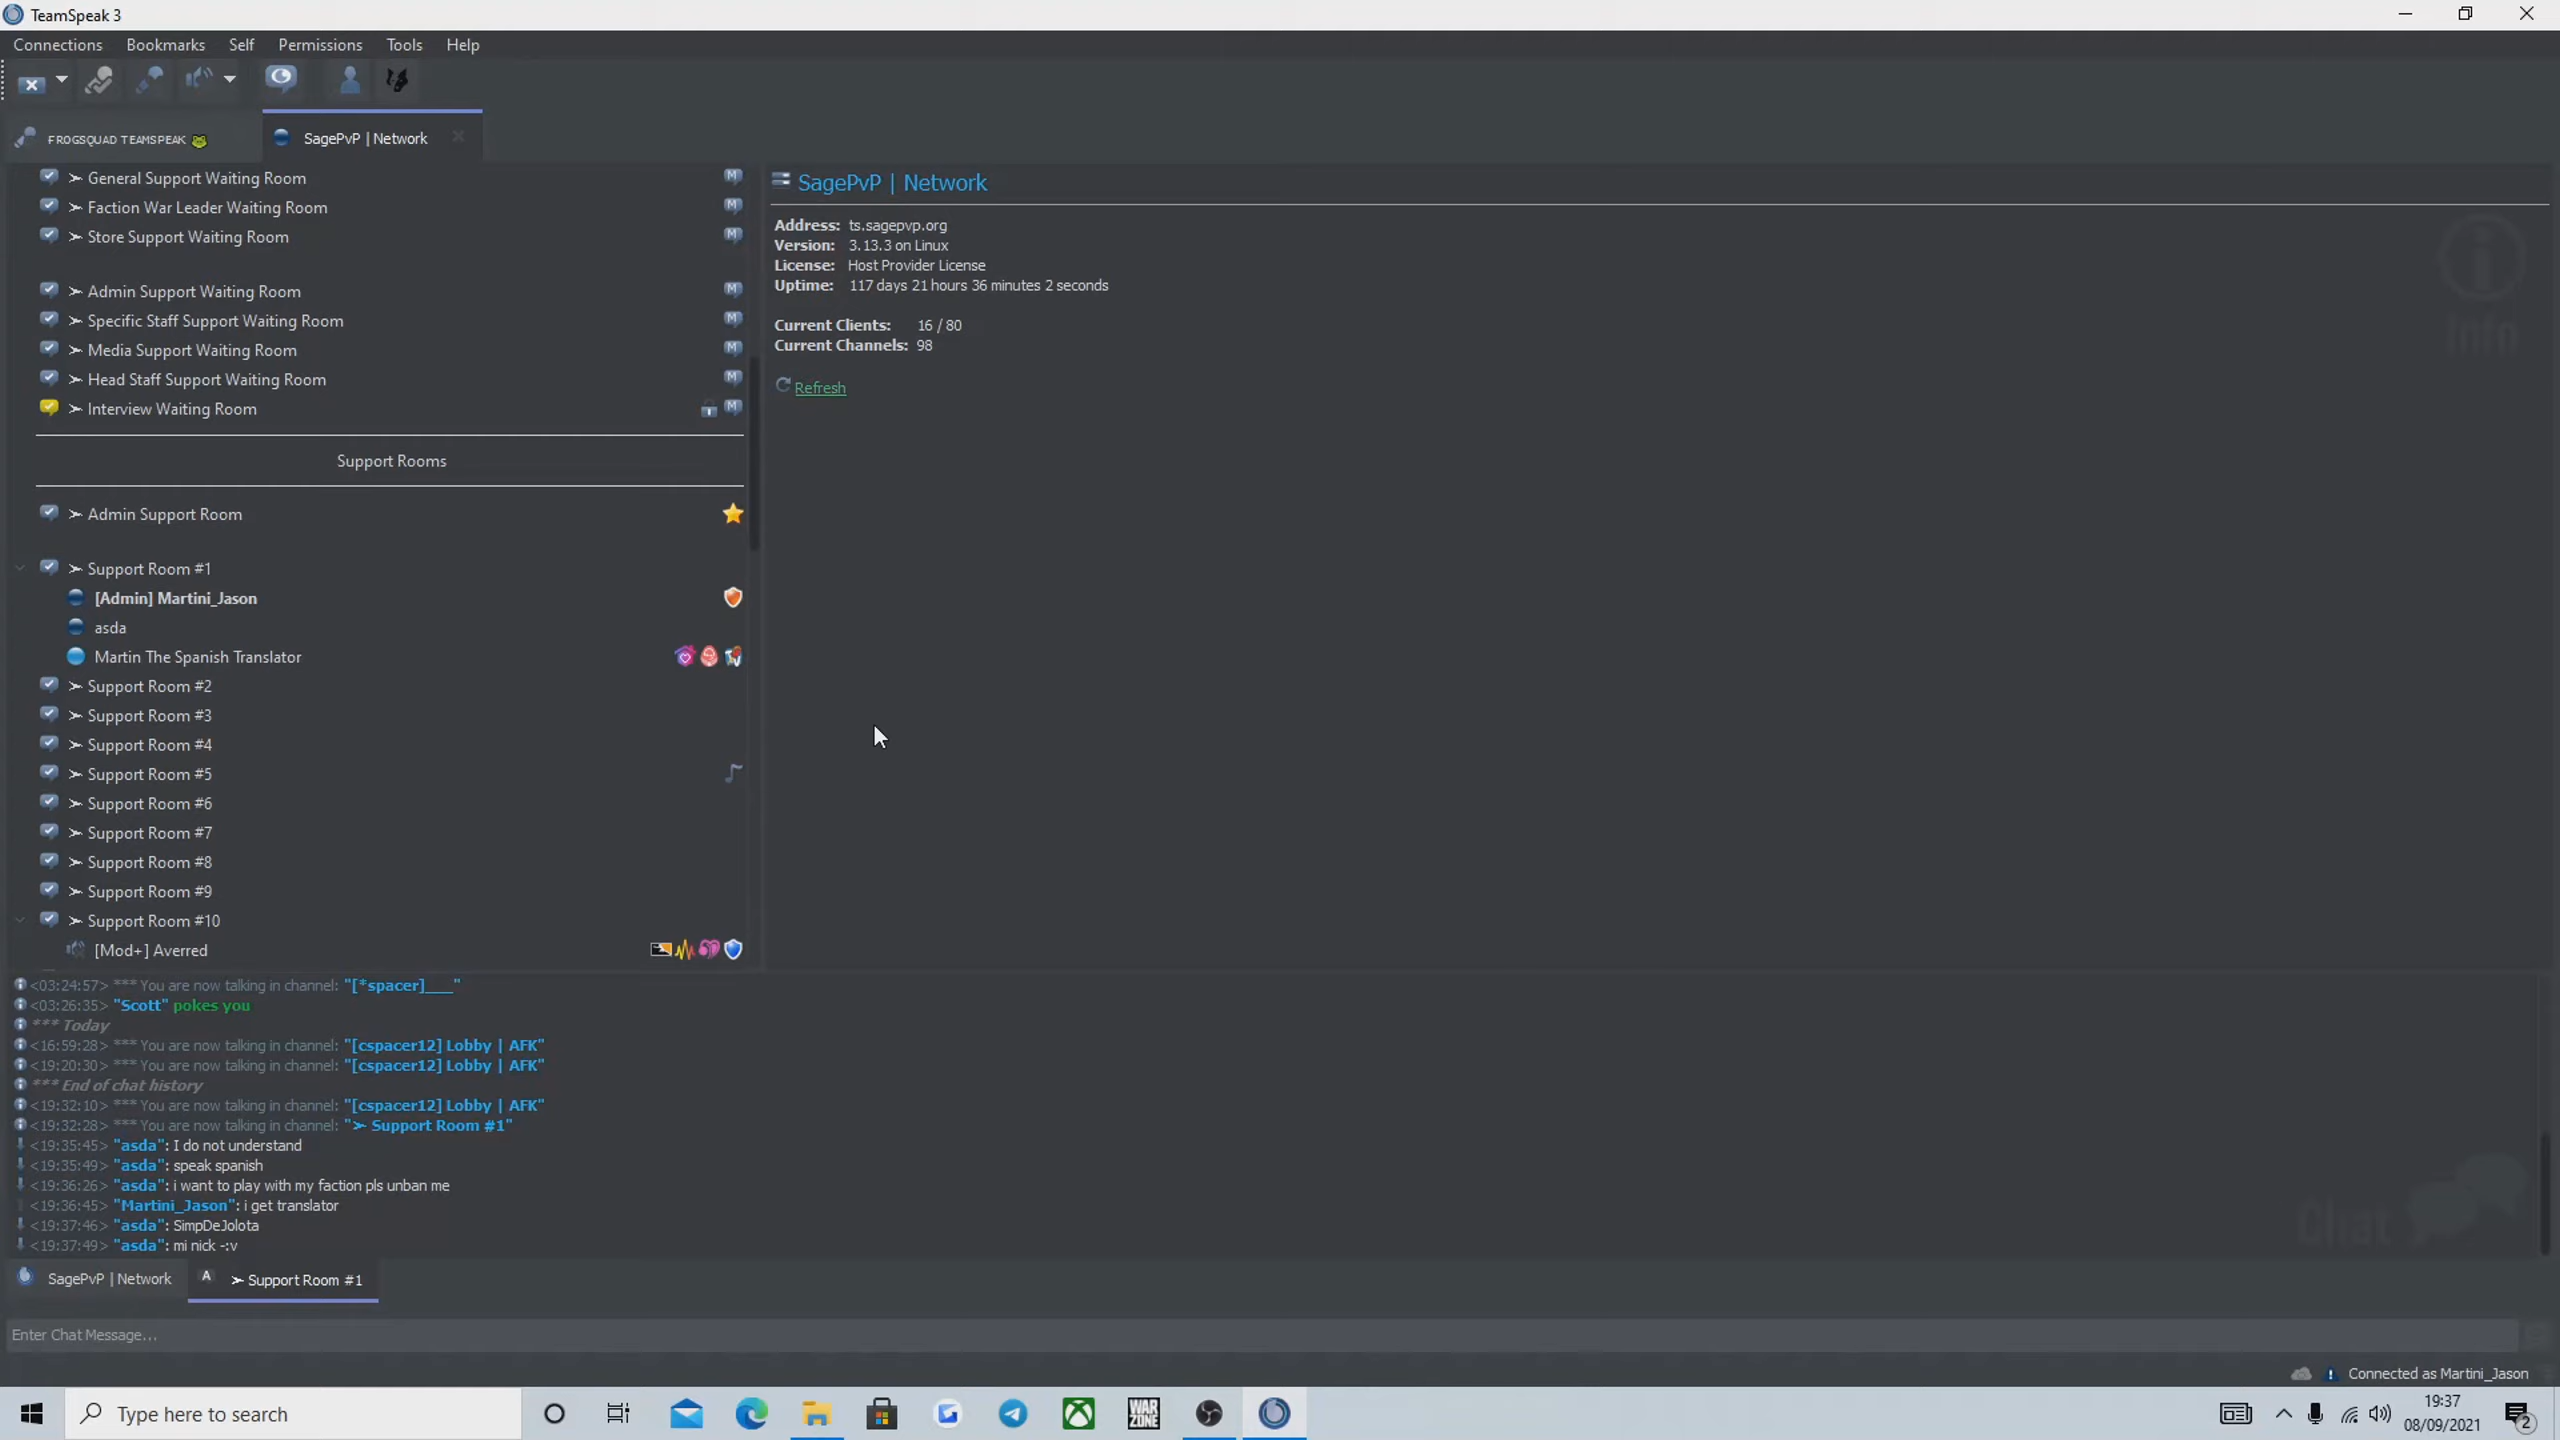 TeamSpeak 3
Connections Bookmarks Self Permissions Tools Help
FROGSQUAD TEAMSPEAK
SagePvP | Network
➣ General Support Waiting Room
➣ Faction War Leader Waiting Room
➣ Store Support Waiting Room
➣ Admin Support Waiting Room
➣ Specific Staff Support Waiting Room
➣ Media Support Waiting Room
➣ Head Staff Support Waiting Room
➣ Interview Waiting Room
Support Rooms
➣ Admin Support Room
➣ Support Room #1
[Admin] Martini_Jason
asda
Martin The Spanish Translator
➣ Support Room #2
➣ Support Room #3
➣ Support Room #4
➣ Support Room #5
➣ Support Room #6
➣ Support Room #7
➣ Support Room #8
➣ Support Room #9
➣ Support Room #10
[Mod+] Averred
SagePvP | Network
Address: ts.sagepvp.org
Version: 3.13.3 on Linux
License: Host Provider License
Uptime: 117 days 21 hours 36 minutes 2 seconds
Current Clients: 16 / 80
Current Channels: 98
Refresh
Info
<03:24:57> *** You are now talking in channel: "[*spacer]___"
<03:26:35> "Scott" pokes you
*** Today
<16:59:28> *** You are now talking in channel: "[cspacer12] Lobby | AFK"
<19:20:30> *** You are now talking in channel: "[cspacer12] Lobby | AFK"
*** End of chat history
<19:32:10> *** You are now talking in channel: "[cspacer12] Lobby | AFK"
<19:32:28> *** You are now talking in channel: "➣ Support Room #1"
<19:35:45> "asda": I do not understand
<19:35:49> "asda": speak spanish
<19:36:26> "asda": i want to play with my faction pls unban me
<19:36:45> "Martini_Jason": i get translator
<19:37:46> "asda": SimpDeJolota
<19:37:49> "asda": mi nick -:v
Chat
SagePvP | Network
A ➣ Support Room #1
Enter Chat Message...
Connected as Martini_Jason
Type here to search
WAR
ZONE
19:37
08/09/2021
2